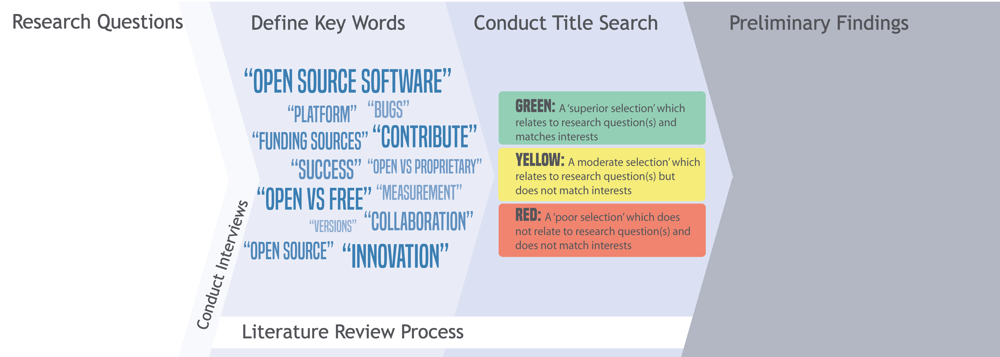 Research Questions
Conduct Interviews
Define Key Words
“OPEN SOURCE SOFTWARE”
“PLATFORM” “BUGS”
“FUNDING SOURCES” “CONTRIBUTE”
“SUCCESS” “OPEN VS PROPRIETARY”
“OPEN VS FREE” “MEASUREMENT”
“VERSIONS” “COLLABORATION”
“OPEN SOURCE” “INNOVATION”
Conduct Title Search
GREEN: A ‘superior selection’ which
relates to research question(s) and
matches interests
YELLOW: A moderate selection’ which
relates to research question(s) but
does not match interests
RED: A ‘poor selection’ which does
not relate to research question(s) and
does not match interests
Literature Review Process
Preliminary Findings